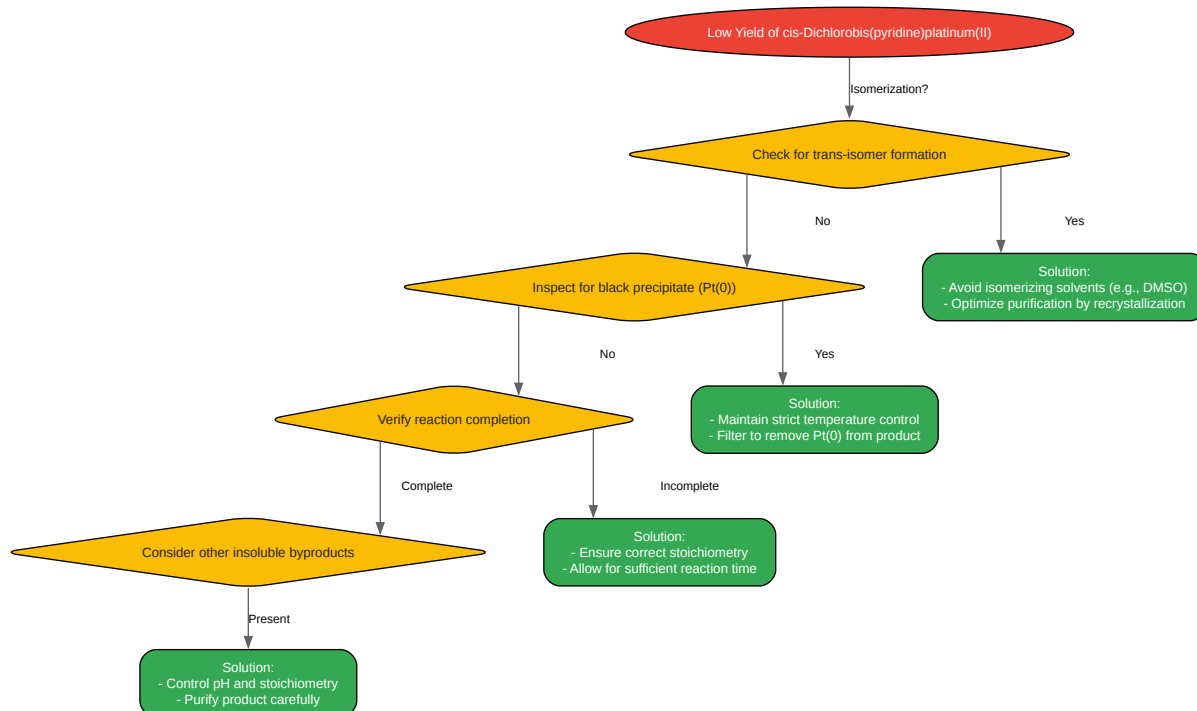 Low Yield of cis-Dichlorobis(pyridine)platinum(II)
Isomerization?
Check for trans-isomer formation
No
Yes
Solution:
- Avoid isomerizing solvents (e.g., DMSO)
- Optimize purification by recrystallization
Inspect for black precipitate (Pt(0))
No
Yes
Solution:
- Maintain strict temperature control
- Filter to remove Pt(0) from product
Verify reaction completion
Complete
Incomplete
Solution:
- Ensure correct stoichiometry
- Allow for sufficient reaction time
Consider other insoluble byproducts
Present
Solution:
- Control pH and stoichiometry
- Purify product carefully